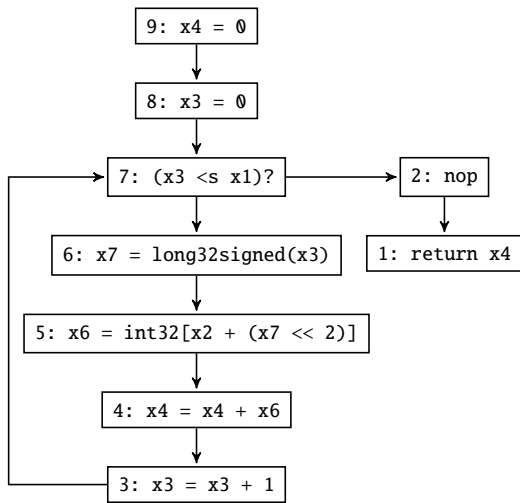 9: x4 = 0
8: x3 = 0
7: (x3 <s x1)?
2: nop
6: x7 = long32signed(x3)
1: return x4
5: x6 = int32[x2 + (x7 << 2)]
4: x4 = x4 + x6
3: x3 = x3 + 1